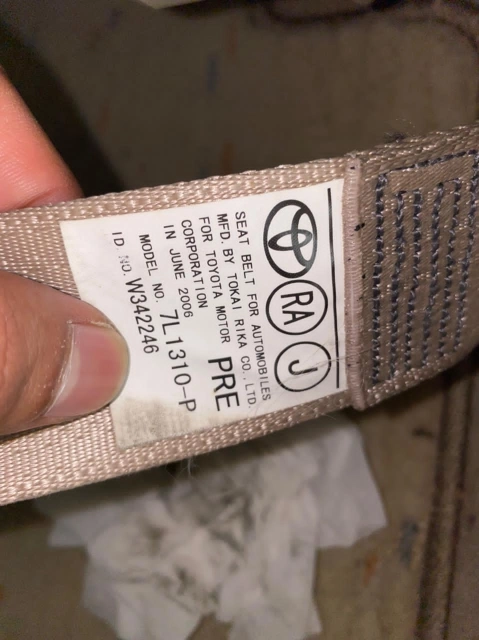 RA J
SEAT BELT FOR AUTOMOBILES
MFD. BY TOKAI RIKA CO., LTD.
FOR TOYOTA MOTOR PRE
CORPORATION
IN JUNE 2006
MODEL NO. 7L1310-P
ID NO. W342246